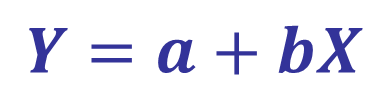 Y = a + bX